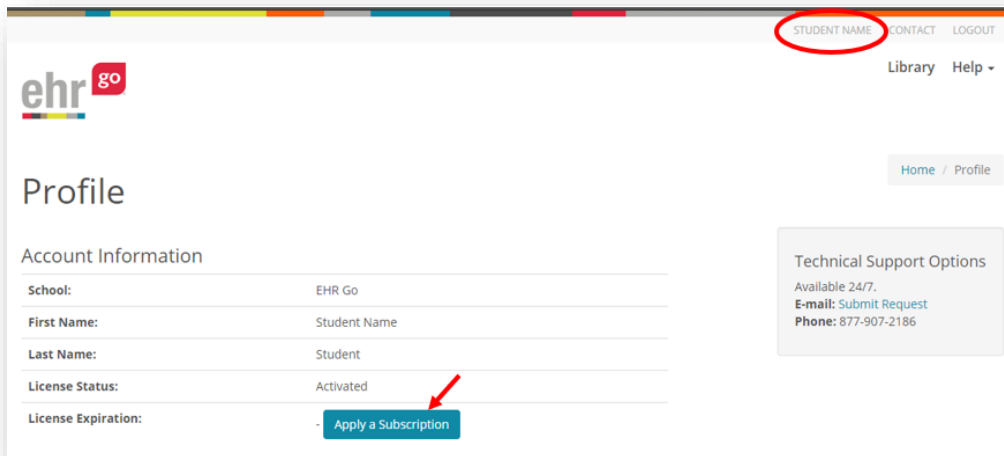 STUDENT NAME CONTACT LOGOUT
ehr go
Library Help
Home / Profile
Profile
Account Information
School: EHR Go
First Name: Student Name
Last Name: Student
License Status: Activated
License Expiration: - Apply a Subscription
Technical Support Options
Available 24/7.
E-mail: Submit Request
Phone: 877-907-2186